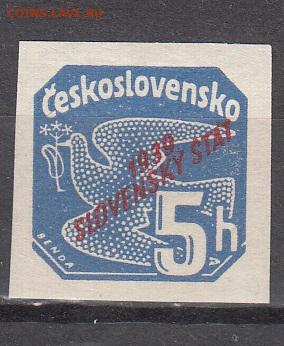 COINS.LAVE.RU
Československo
1939
SLOVENSKÝ ŠTÁT
5h
BENDA